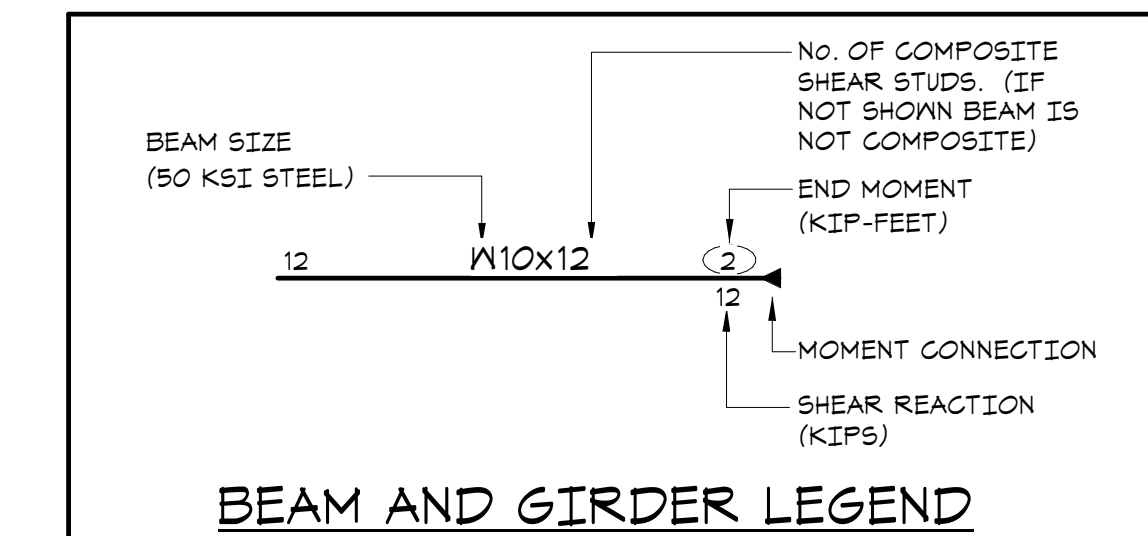 No. OF COMPOSITE
SHEAR STUDS. (IF
NOT SHOWN BEAM IS
NOT COMPOSITE)
BEAM SIZE
(50 KSI STEEL)
END MOMENT
(KIP-FEET)
12 W10x12 2
12
MOMENT CONNECTION
SHEAR REACTION
(KIPS)
BEAM AND GIRDER LEGEND